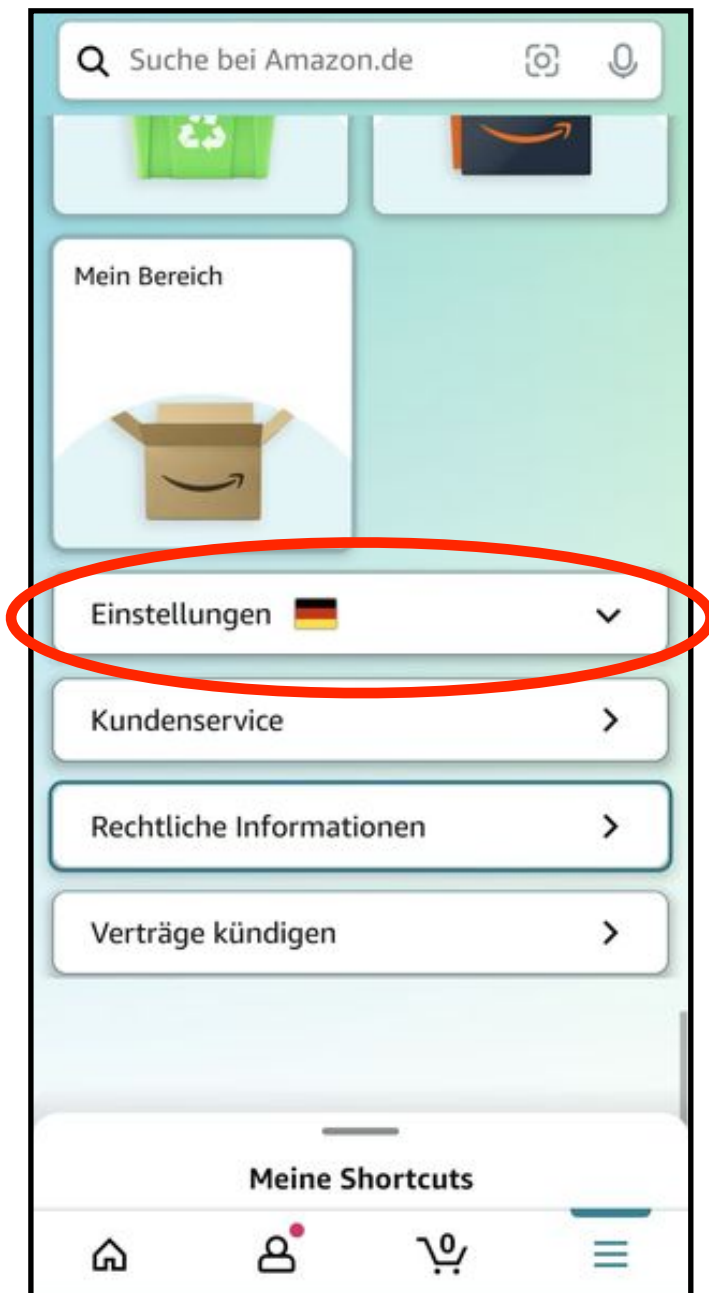 Suche bei Amazon.de
Mein Bereich
Einstellungen
Kundenservice
Rechtliche Informationen
Verträge kündigen
Meine Shortcuts
0